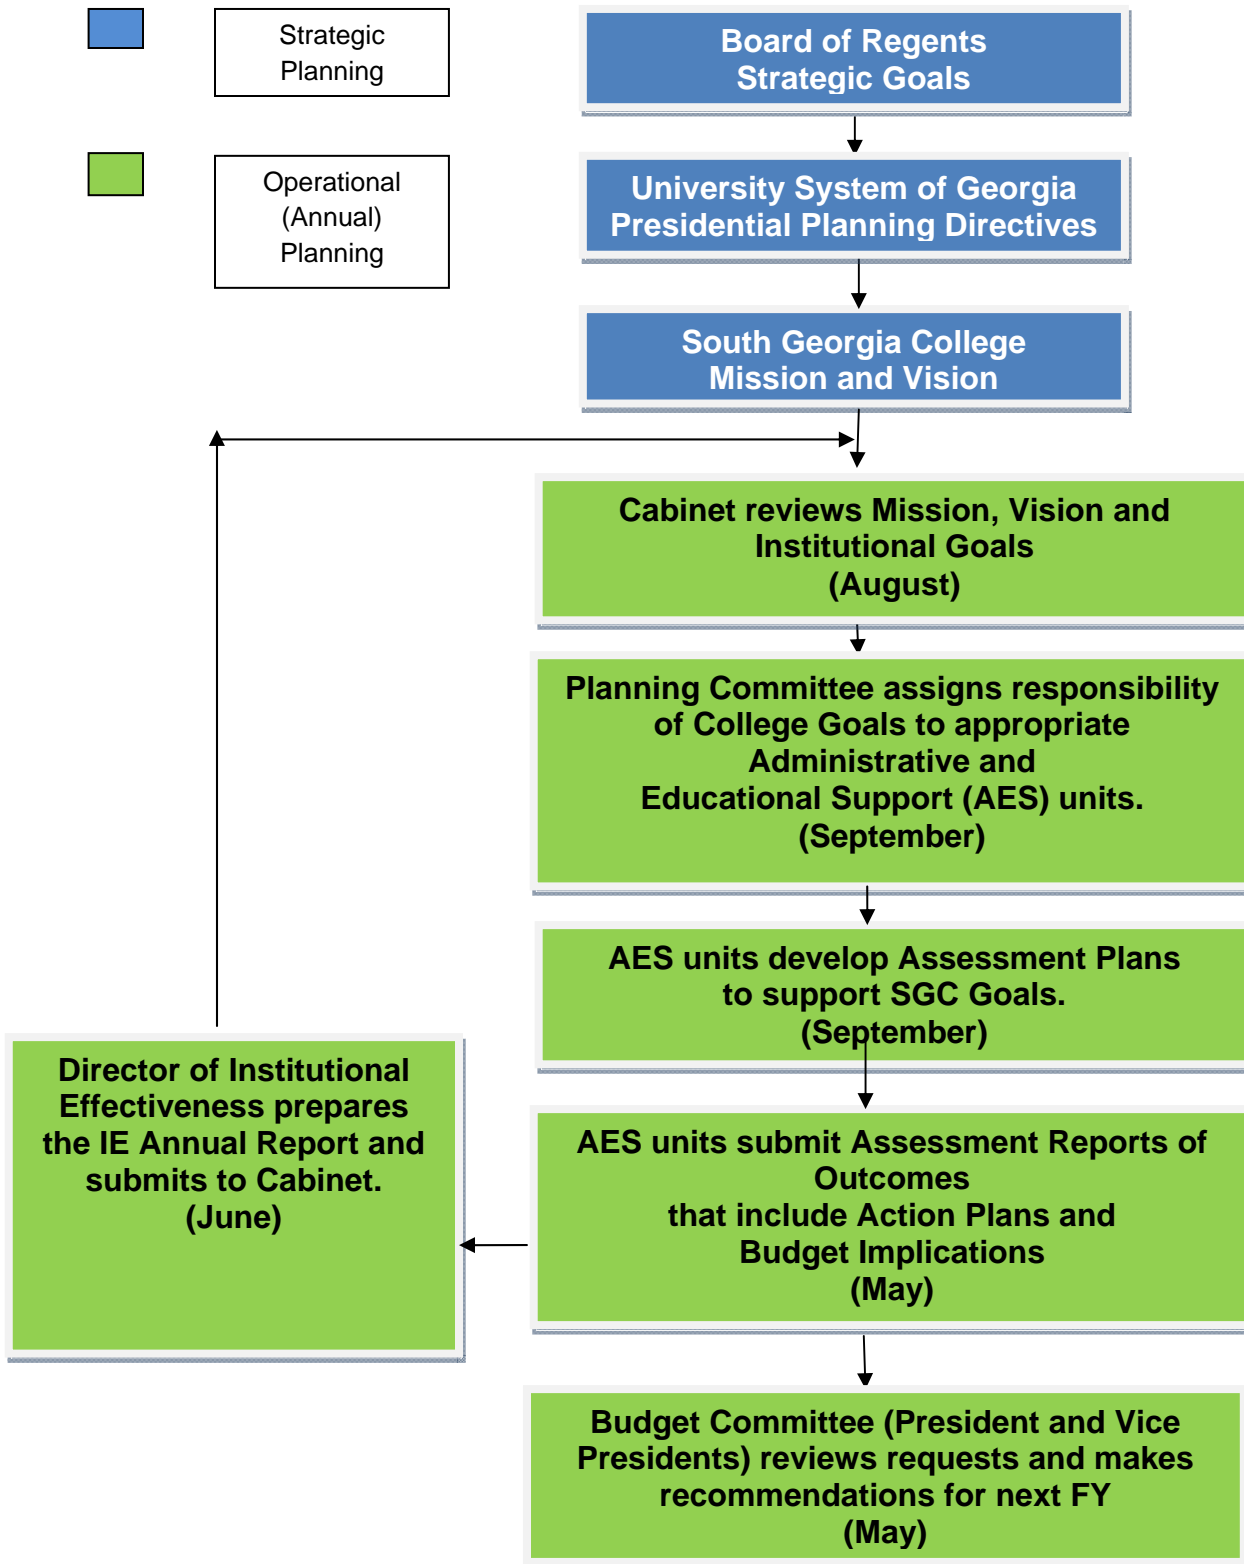 Strategic
Planning
Board of Regents
Strategic Goals
Operational
(Annual)
Planning
University System of Georgia
Presidential Planning Directives
South Georgia College
Mission and Vision
Cabinet reviews Mission, Vision and
Institutional Goals
(August)
Planning Committee assigns responsibility
of College Goals to appropriate
Administrative and
Educational Support (AES) units.
(September)
AES units develop Assessment Plans
to support SGC Goals.
(September)
Director of Institutional
Effectiveness prepares
the IE Annual Report and
submits to Cabinet.
(June)
AES units submit Assessment Reports of
Outcomes
that include Action Plans and
Budget Implications
(May)
Budget Committee (President and Vice
Presidents) reviews requests and makes
recommendations for next FY
(May)